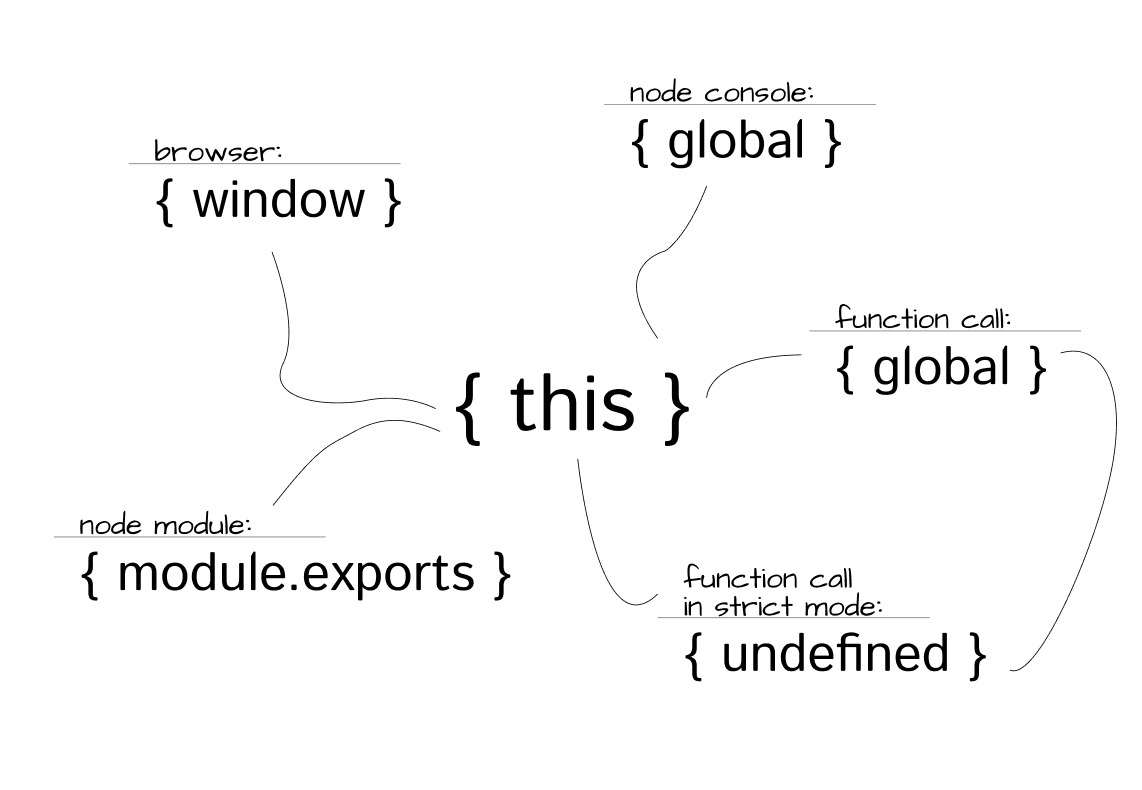 node console:
{ global }
browser:
{ window }
function call:
{ global }
{ this }
node module:
{ module.exports }
function call
in strict mode:
{ undefined }